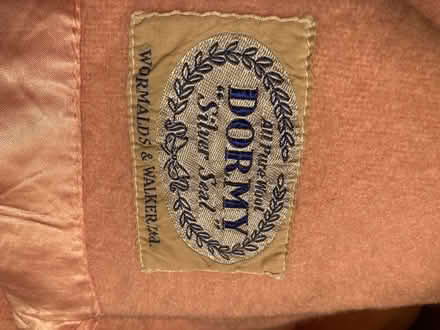 All Pure Wool
DORMY
"Silver Seal"
WORMALDS & WALKER Ltd.